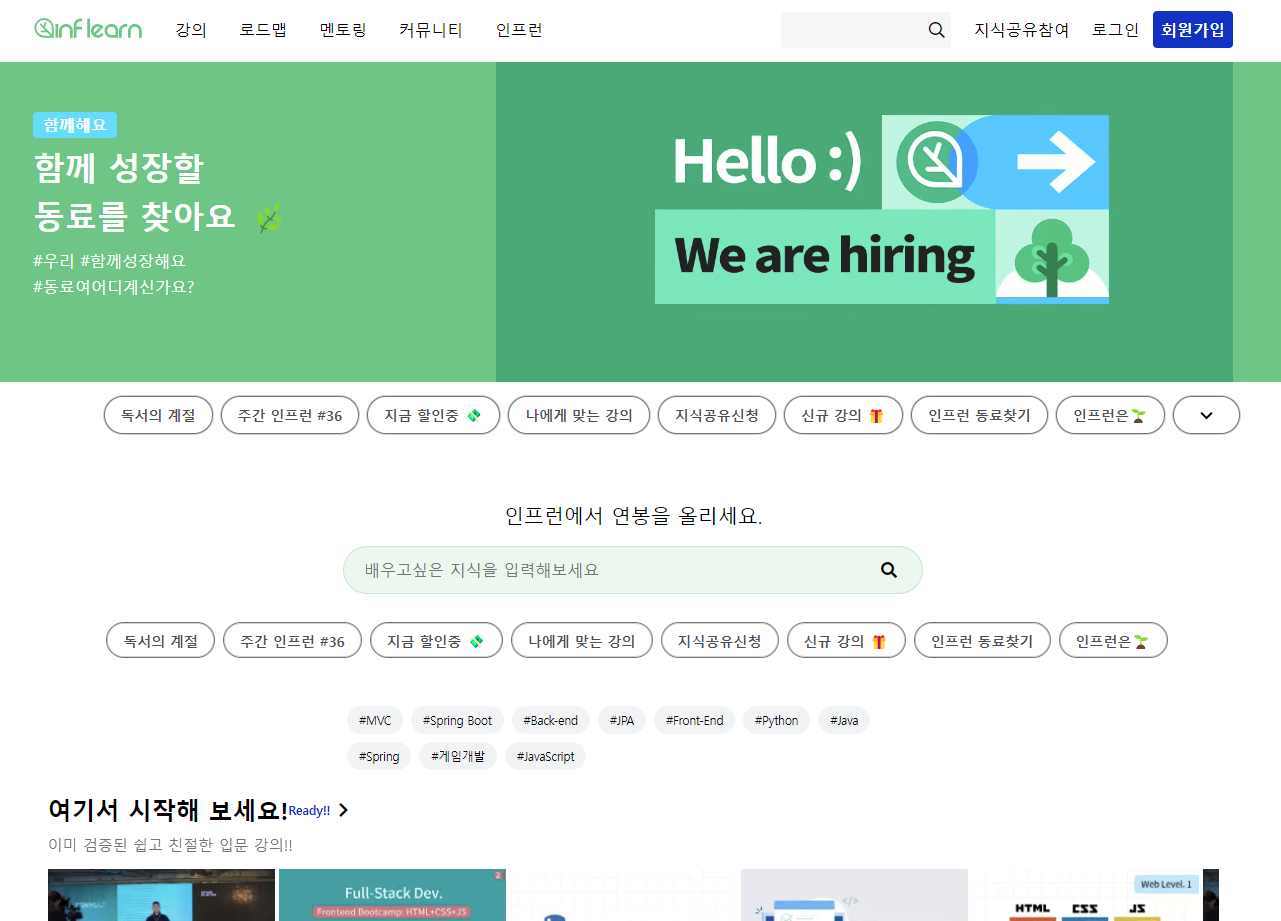 inflearn 강의 로드맵 멘토링 커뮤니티 인프런 지식공유참여 로그인 회원가입
함께해요
함께 성장할
동료를 찾아요 🌿
#우리 #함께성장해요
#동료여어디계신가요?
Hello :)
We are hiring
독서의 계절 주간 인프런 #36 지금 할인중 💸 나에게 맞는 강의 지식공유신청 신규 강의 🎁 인프런 동료찾기 인프런은🌱
인프런에서 연봉을 올리세요.
배우고싶은 지식을 입력해보세요
독서의 계절 주간 인프런 #36 지금 할인중 💸 나에게 맞는 강의 지식공유신청 신규 강의 🎁 인프런 동료찾기 인프런은🌱
#MVC #Spring Boot #Back-end #JPA #Front-End #Python #Java
#Spring #게임개발 #JavaScript
여기서 시작해 보세요!Ready!!
이미 검증된 쉽고 친절한 입문 강의!!
Full-Stack Dev.
Frontend Bootcamp: HTML+CSS+JS
Web Level. 1
HTML CSS JS